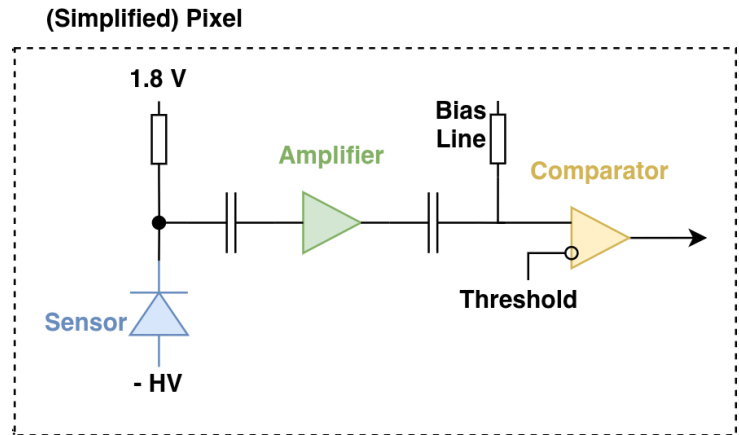 (Simplified) Pixel
1.8 V
Bias
Line
Amplifier
Comparator
Threshold
Sensor
- HV